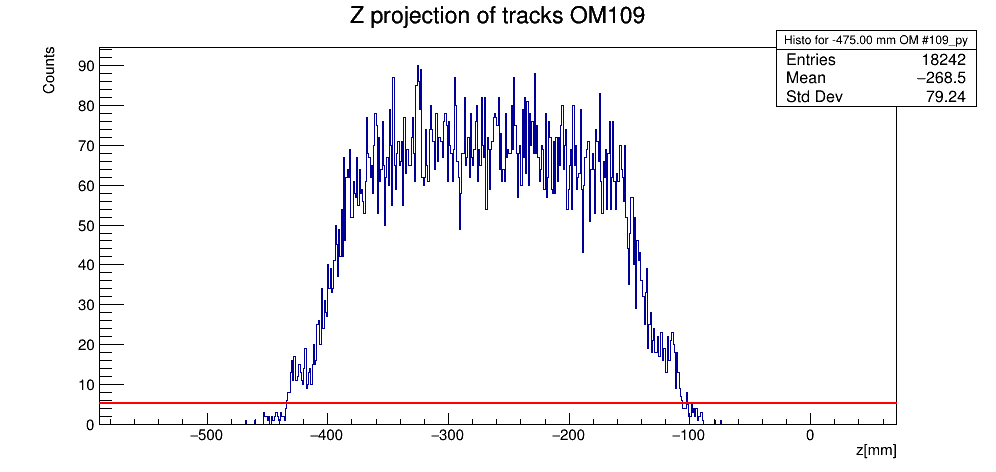 Z projection of tracks OM109
Histo for -475.00 mm OM #109_py
Entries 18242
Mean −268.5
Std Dev 79.24
Counts
90
80
70
60
50
40
30
20
10
0
−500 −400 −300 −200 −100 0
z[mm]